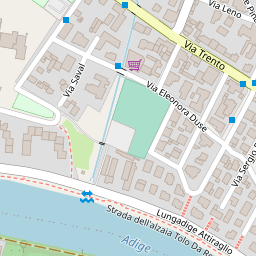 Via Leno
Via Trento
Via Saval
Via Eleonora Duse
Via Sergio
Lungadige Attiraglio
Strada dell'alzaia Tolo Da Re
Adige